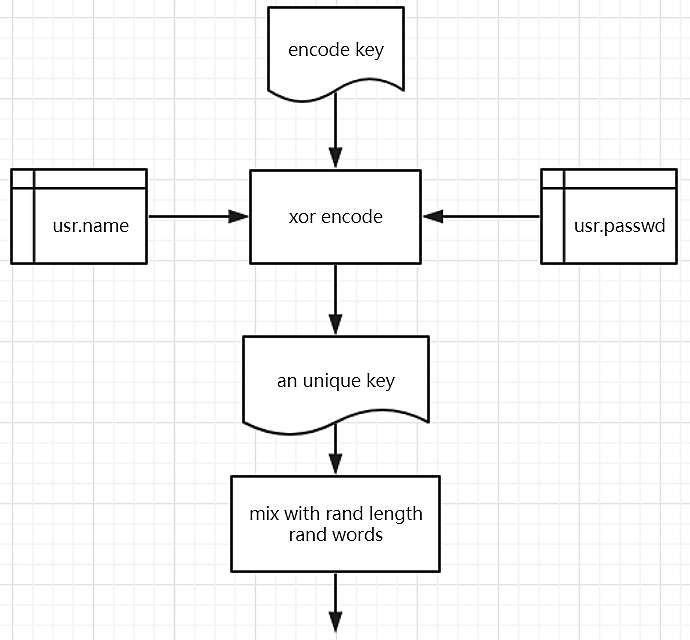 encode key
usr.name
xor encode
usr.passwd
an unique key
mix with rand length
rand words